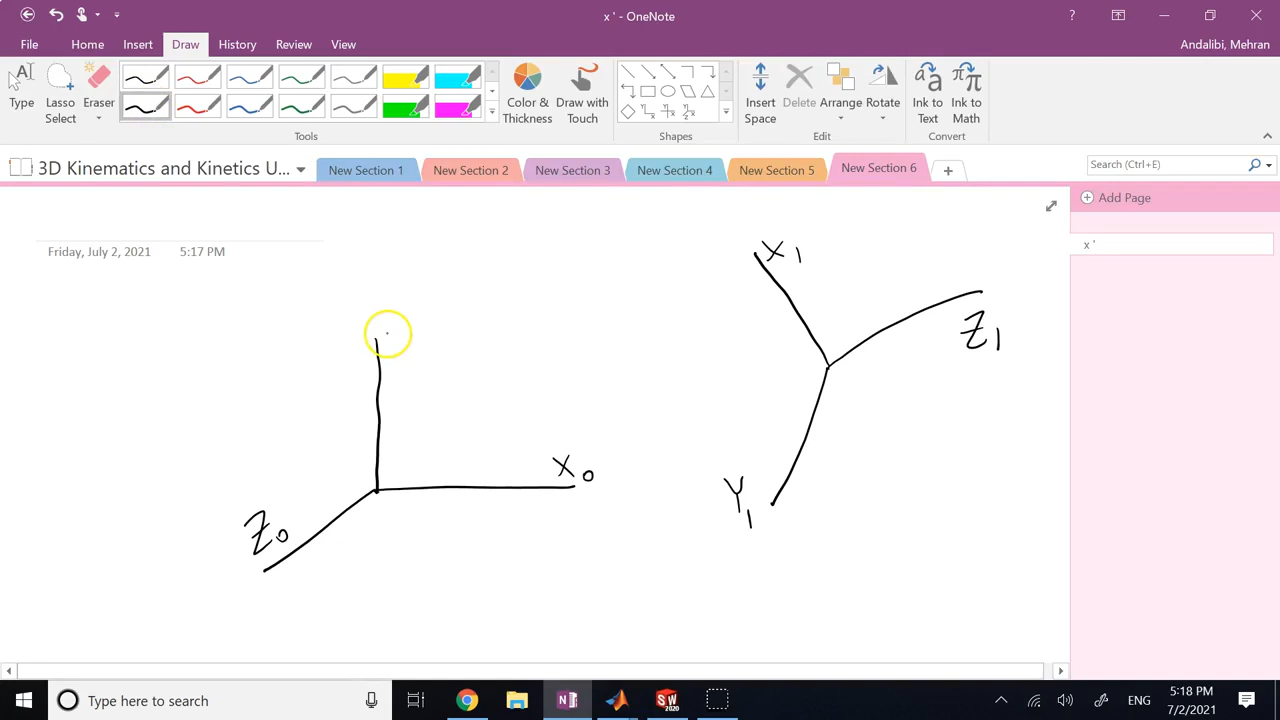 x ' - OneNote
Andalibi, Mehran
File Home Insert Draw History Review View
Type
Lasso Select
Eraser
Color & Thickness
Draw with Touch
Insert Space
Delete
Arrange
Rotate
Ink to Text
Ink to Math
Tools
Shapes
Edit
Convert
3D Kinematics and Kinetics U...
New Section 1
New Section 2
New Section 3
New Section 4
New Section 5
New Section 6
Search (Ctrl+E)
Add Page
x '
Friday, July 2, 2021 5:17 PM
X1
Z1
X0
Y1
Z0
Type here to search
ENG
5:18 PM
7/2/2021